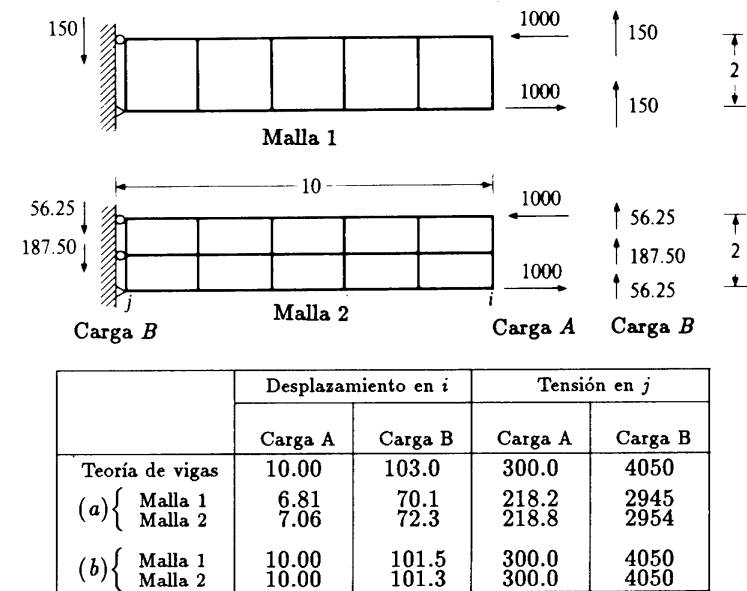 150
1000
150
2
1000
150
Malla 1
10
1000
56.25
56.25
187.50
187.50
2
1000
56.25
j
i
Malla 2
Carga B
Carga A
Carga B
Desplazamiento en i
Tensión en j
Carga A
Carga B
Carga A
Carga B
Teoría de vigas
10.00
103.0
300.0
4050
(a){
Malla 1
6.81
70.1
218.2
2945
Malla 2
7.06
72.3
218.8
2954
(b){
Malla 1
10.00
101.5
300.0
4050
Malla 2
10.00
101.3
300.0
4050